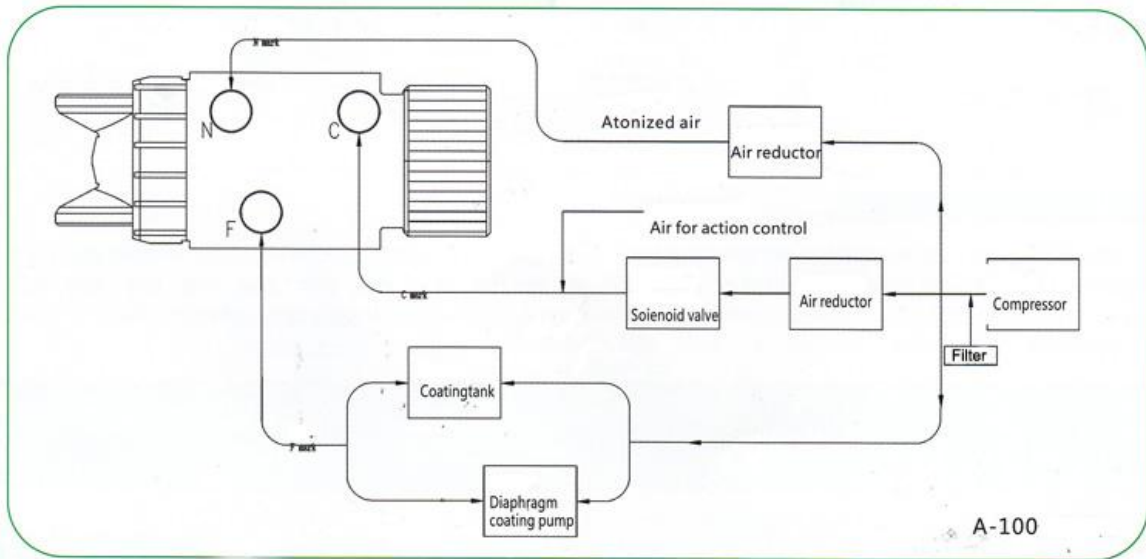 N mark
N
C
Atonized air
Air reductor
F
Air for action control
C mark
Soienoid valve
Air reductor
Compressor
Filter
Coatingtank
F mark
Diaphragm
coating pump
A-100